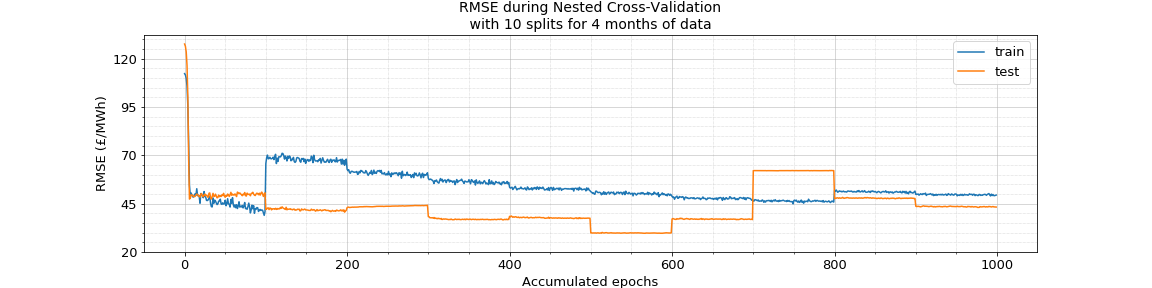 RMSE during Nested Cross-Validation
with 10 splits for 4 months of data
RMSE (£/MWh)
120
95
70
45
20
train
test
0 200 400 600 800 1000
Accumulated epochs